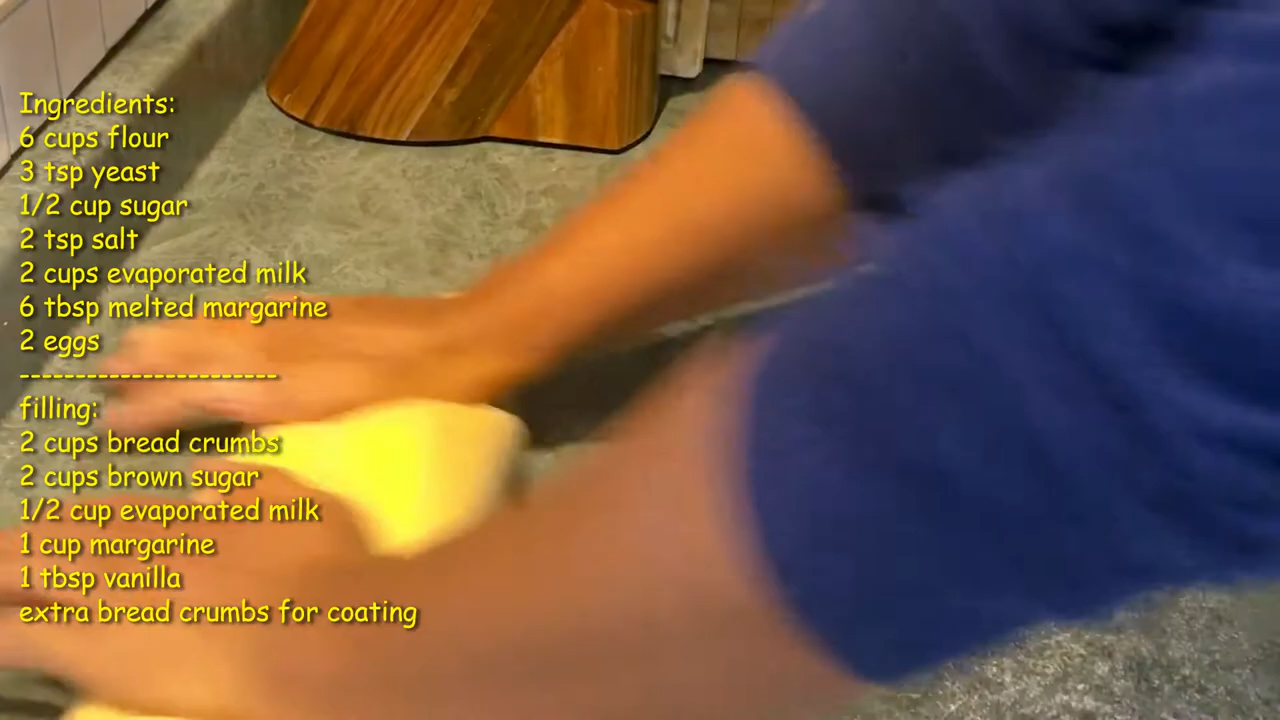 Ingredients:
6 cups flour
3 tsp yeast
1/2 cup sugar
2 tsp salt
2 cups evaporated milk
6 tbsp melted margarine
2 eggs
-----------------------
filling:
2 cups bread crumbs
2 cups brown sugar
1/2 cup evaporated milk
1 cup margarine
1 tbsp vanilla
extra bread crumbs for coating